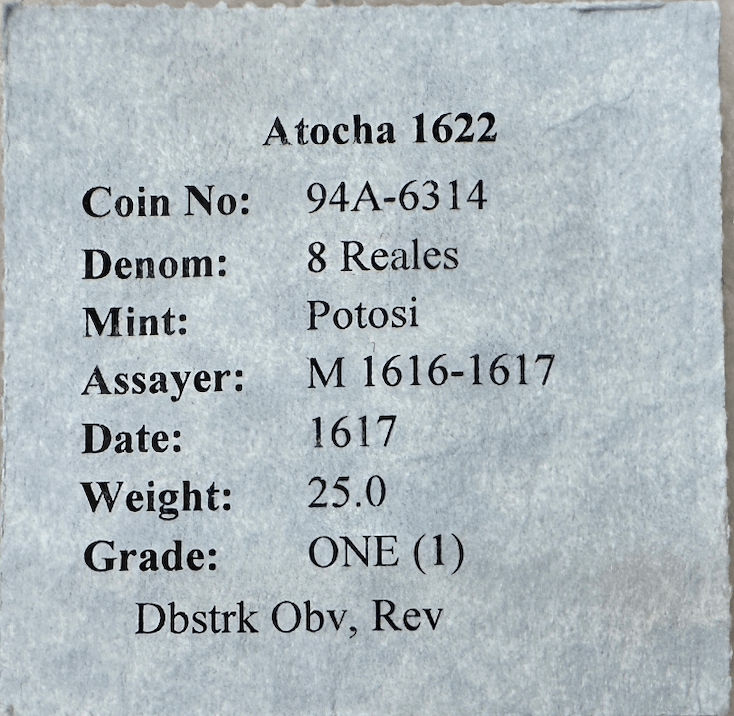 Atocha 1622
Coin No: 94A-6314
Denom: 8 Reales
Mint: Potosi
Assayer: M 1616-1617
Date: 1617
Weight: 25.0
Grade: ONE (1)
Dbstrk Obv, Rev